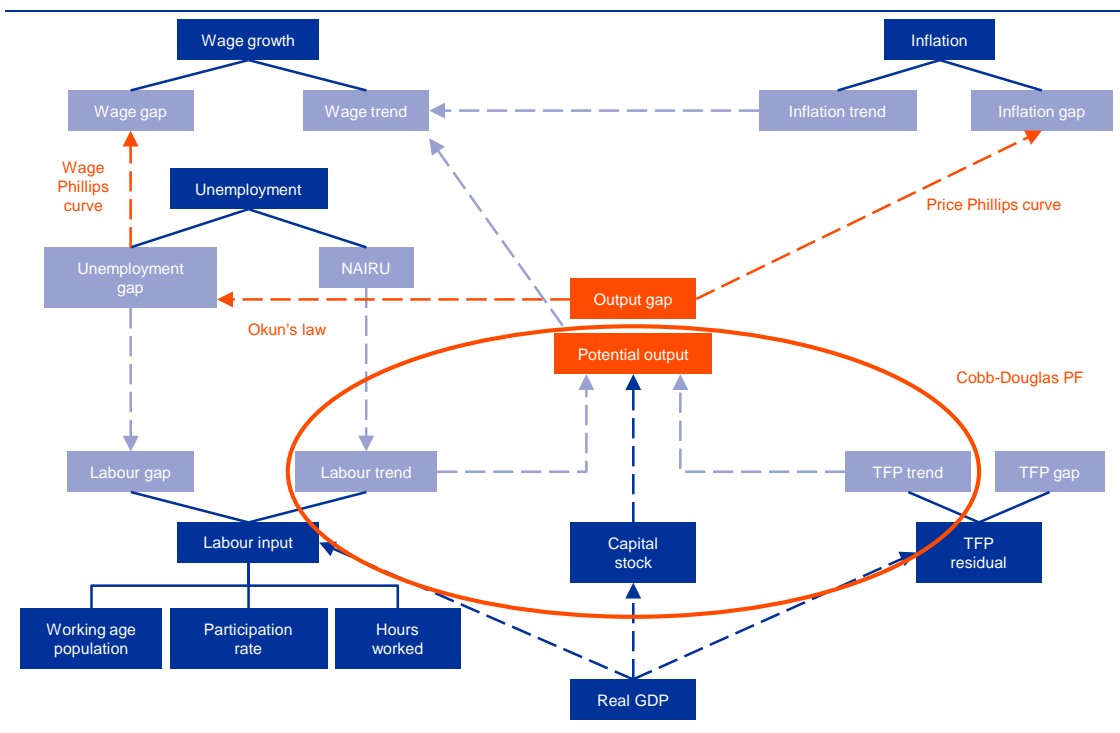 Wage growth
Inflation
Wage gap
Wage trend
Inflation trend
Inflation gap
Wage
Phillips
curve
Unemployment
Price Phillips curve
Unemployment
gap
NAIRU
Output gap
Okun's law
Potential output
Cobb-Douglas PF
Labour gap
Labour trend
TFP trend
TFP gap
Labour input
Capital
stock
TFP
residual
Working age
population
Participation
rate
Hours
worked
Real GDP